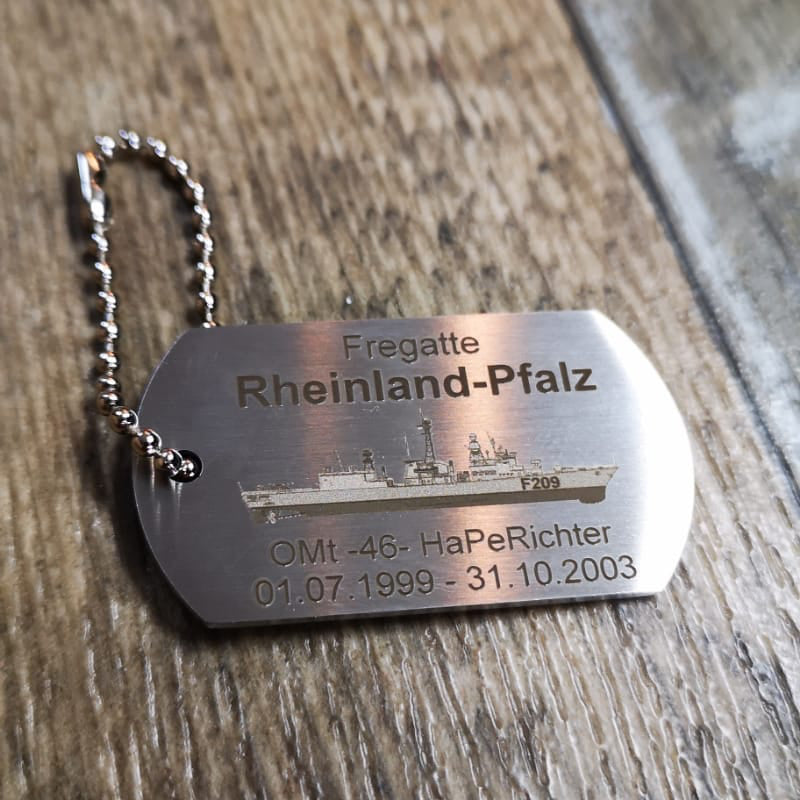 Fregatte
Rheinland-Pfalz
F209
OMt -46- HaPeRichter
01.07.1999 - 31.10.2003